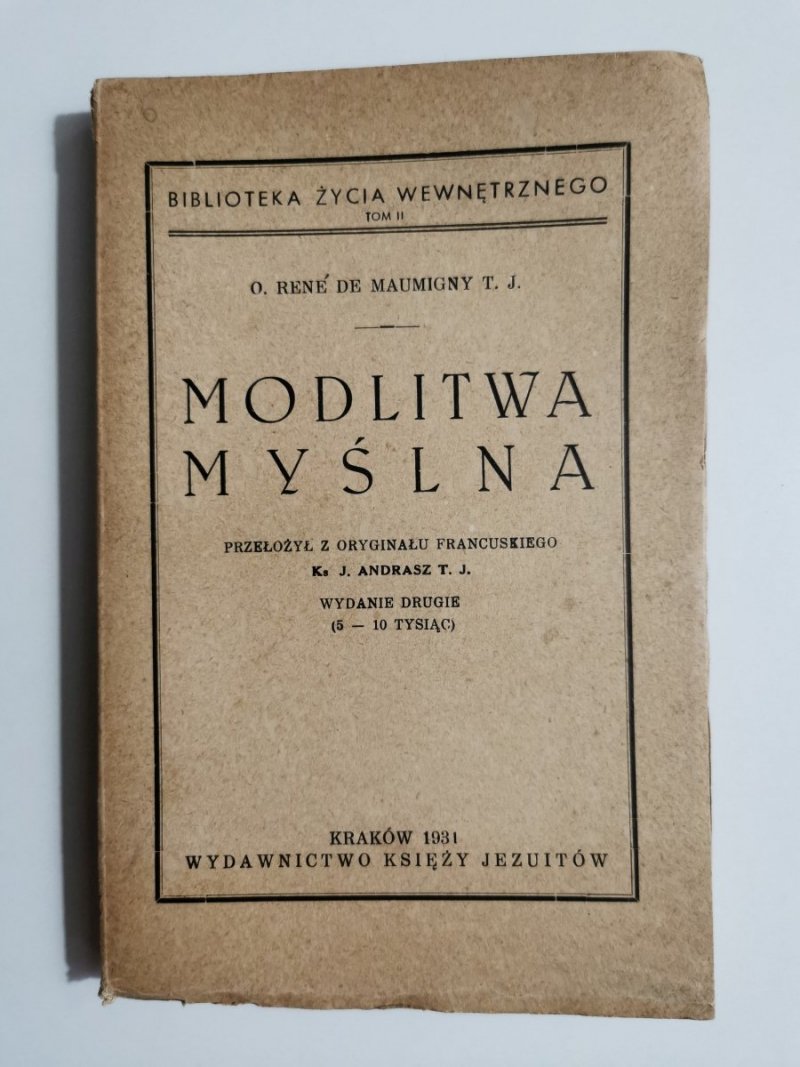 BIBLIOTEKA ŻYCIA WEWNĘTRZNEGO
TOM II
O. RENÉ DE MAUMIGNY T. J.
MODLITWA
MYŚLNA
PRZEŁOŻYŁ Z ORYGINAŁU FRANCUSKIEGO
Ks J. ANDRASZ T. J.
WYDANIE DRUGIE
(5 — 10 TYSIĄC)
KRAKÓW 1931
WYDAWNICTWO KSIĘŻY JEZUITÓW